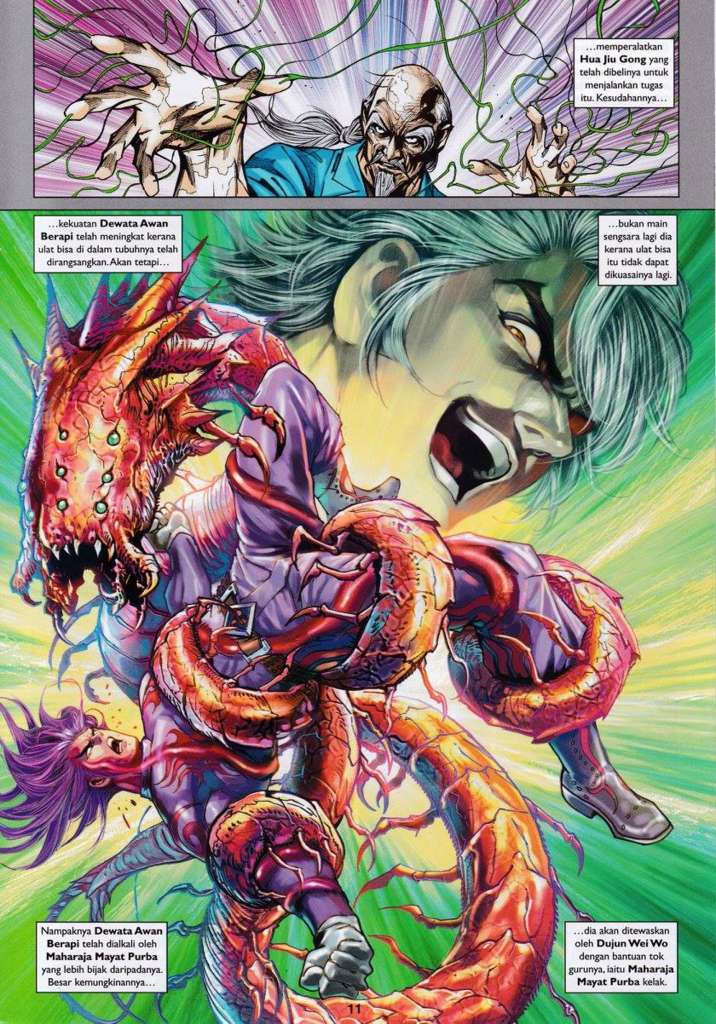 ...memperalatkan
Hua Jiu Gong yang
telah dibelinya untuk
menjalankan tugas
itu. Kesudahannya...
...kekuatan Dewata Awan
Berapi telah meningkat kerana
ulat bisa di dalam tubuhnya telah
dirangsangkan. Akan tetapi...
...bukan main
sengsara lagi dia
kerana ulat bisa
itu tidak dapat
dikuasainya lagi.
Nampaknya Dewata Awan
Berapi telah dialkali oleh
Maharaja Mayat Purba
yang lebih bijak daripadanya.
Besar kemungkinannya...
...dia akan ditewaskan
oleh Dujun Wei Wo
dengan bantuan tok
gurunya, iaitu Maharaja
Mayat Purba kelak.
11